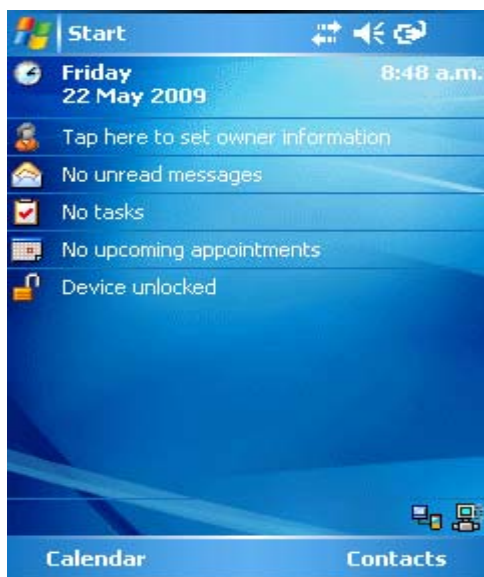 Start
Friday 8:48 a.m.
22 May 2009
Tap here to set owner information
No unread messages
No tasks
No upcoming appointments
Device unlocked
Calendar Contacts